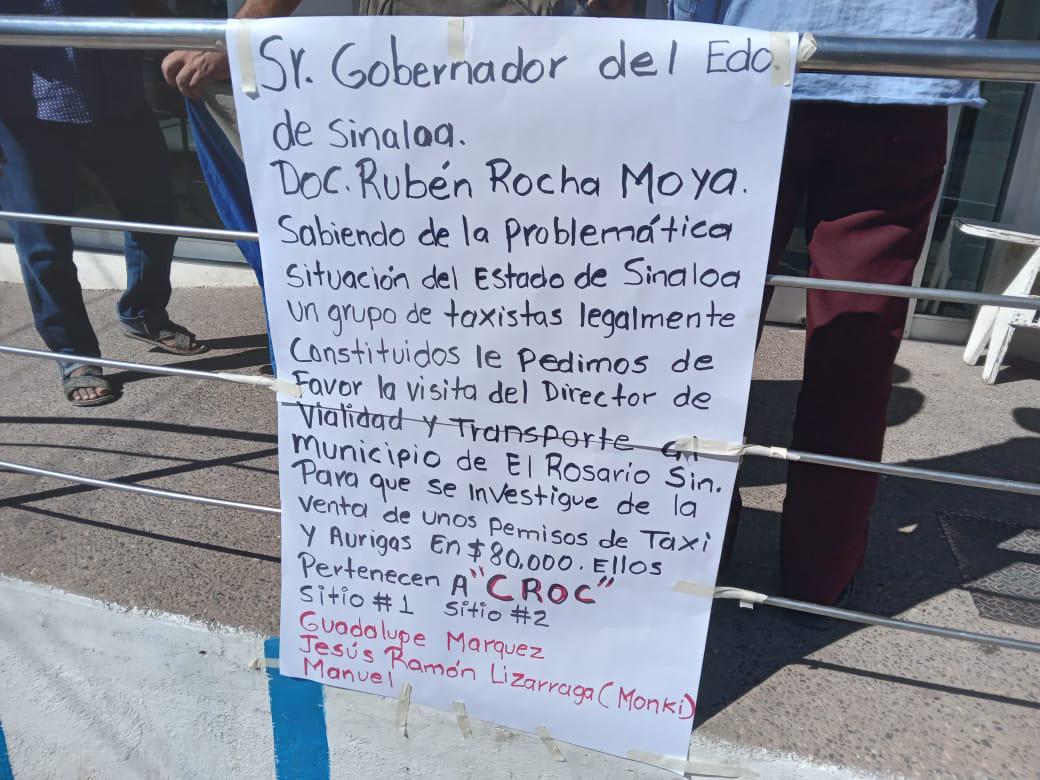 Sr. Gobernador del Edo.
de Sinaloa.
Doc. Rubén Rocha Moya.
Sabiendo de la Problemática
Situación del Estado de Sinaloa
un grupo de taxistas legalmente
Constituidos le Pedimos de
Favor la visita del Director de
Vialidad y Transporte al
Municipio de El Rosario Sin.
Para que se Investigue de la
venta de unos Pemisos de Taxi
y Aurigas En $80,000. Ellos
Pertenecen A "CROC"
Sitio #1 Sitio #2
Guadalupe Marquez
Jesús Ramón Lizarraga (Monki)
Manuel